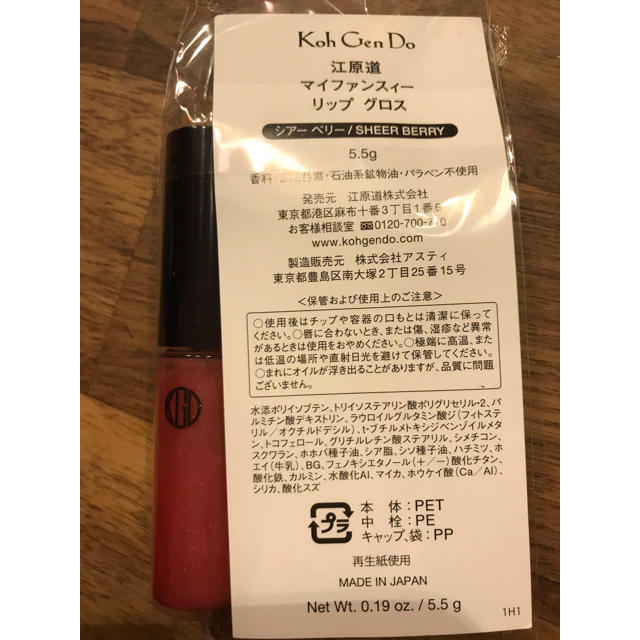 Koh Gen Do
江原道
マイファンスィー
リップ グロス
シアー ベリー / SHEER BERRY
5.5g
香料・ ・石油系鉱物油・パラベン不使用
発売元 江原道株式会社
東京都港区麻布十番3丁目1番6
お客様相談室 0120-700-710
www.kohgendo.com
製造販売元 株式会社アスティ
東京都豊島区南大塚2丁目25番15号
<保管および使用上のご注意>
○使用後はチップや容器の口もとは清潔に保って
ください。○唇に合わないとき、または傷、湿疹など異常
があるときは使用をおやめください。○極端に高温、また
は低温の場所や直射日光を避けて保管してください。
○まれにオイルが浮き出ることがありますが、品質に問題
ございません。
水添ポリイソブテン、トリイソステアリン酸ポリグリセリル-2、パ
ルミチン酸デキストリン、ラウロイルグルタミン酸ジ(フィトステ
リル/オクチルドデシル)、t-ブチルメトキシジベンゾイルメタ
ン、トコフェロール、グリチルレチン酸ステアリル、シメチコン、
スクワラン、ホホバ種子油、シア脂、シソ種子油、ハチミツ、ホ
エイ(牛乳)、BG、フェノキシエタノール(+/-)酸化チタン、
酸化鉄、カルミン、水酸化Al、マイカ、ホウケイ酸(Ca/Al)、
シリカ、酸化スズ
プラ
本 体:PET
中 栓:PE
キャップ、袋:PP
再生紙使用
MADE IN JAPAN
Net Wt. 0.19 oz. / 5.5 g
1H1
KGD